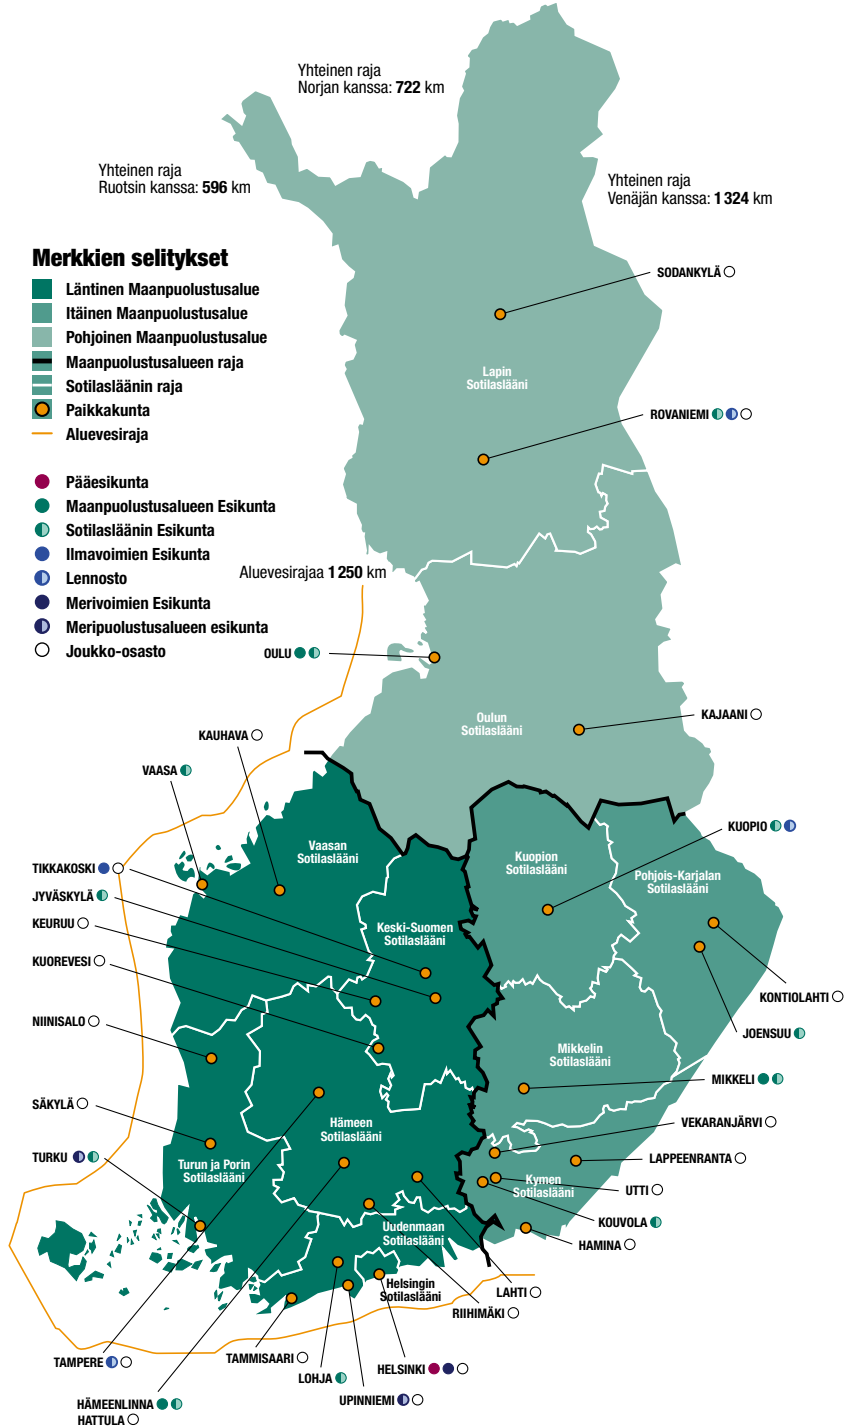 Yhteinen raja
Norjan kanssa: 722 km
Yhteinen raja
Ruotsin kanssa: 596 km
Yhteinen raja
Venäjän kanssa: 1 324 km
Merkkien selitykset
Läntinen Maanpuolustusalue
Itäinen Maanpuolustusalue
Pohjoinen Maanpuolustusalue
Maanpuolustusalueen raja
Sotilasläänin raja
Paikkakunta
Aluevesiraja
Pääesikunta
Maanpuolustusalueen Esikunta
Sotilasläänin Esikunta
Ilmavoimien Esikunta
Lennosto
Merivoimien Esikunta
Meripuolustusalueen esikunta
Joukko-osasto
Aluevesirajaa 1 250 km
SODANKYLÄ
Lapin
Sotilaslääni
ROVANIEMI
OULU
Oulun
Sotilaslääni
KAJAANI
KAUHAVA
VAASA
Vaasan
Sotilaslääni
KUOPIO
Kuopion
Sotilaslääni
Pohjois-Karjalan
Sotilaslääni
TIKKAKOSKI
JYVÄSKYLÄ
KEURUU
KUOREVESI
Keski-Suomen
Sotilaslääni
KONTIOLAHTI
NIINISALO
JOENSUU
Mikkelin
Sotilaslääni
MIKKELI
SÄKYLÄ
Hämeen
Sotilaslääni
VEKARANJÄRVI
TURKU
Turun ja Porin
Sotilaslääni
LAPPEENRANTA
Kymen
Sotilaslääni
UTTI
KOUVOLA
Uudenmaan
Sotilaslääni
HAMINA
Helsingin
Sotilaslääni
LAHTI
RIIHIMÄKI
TAMPERE
TAMMISAARI
LOHJA
HELSINKI
UPINNIEMI
HÄMEENLINNA
HATTULA